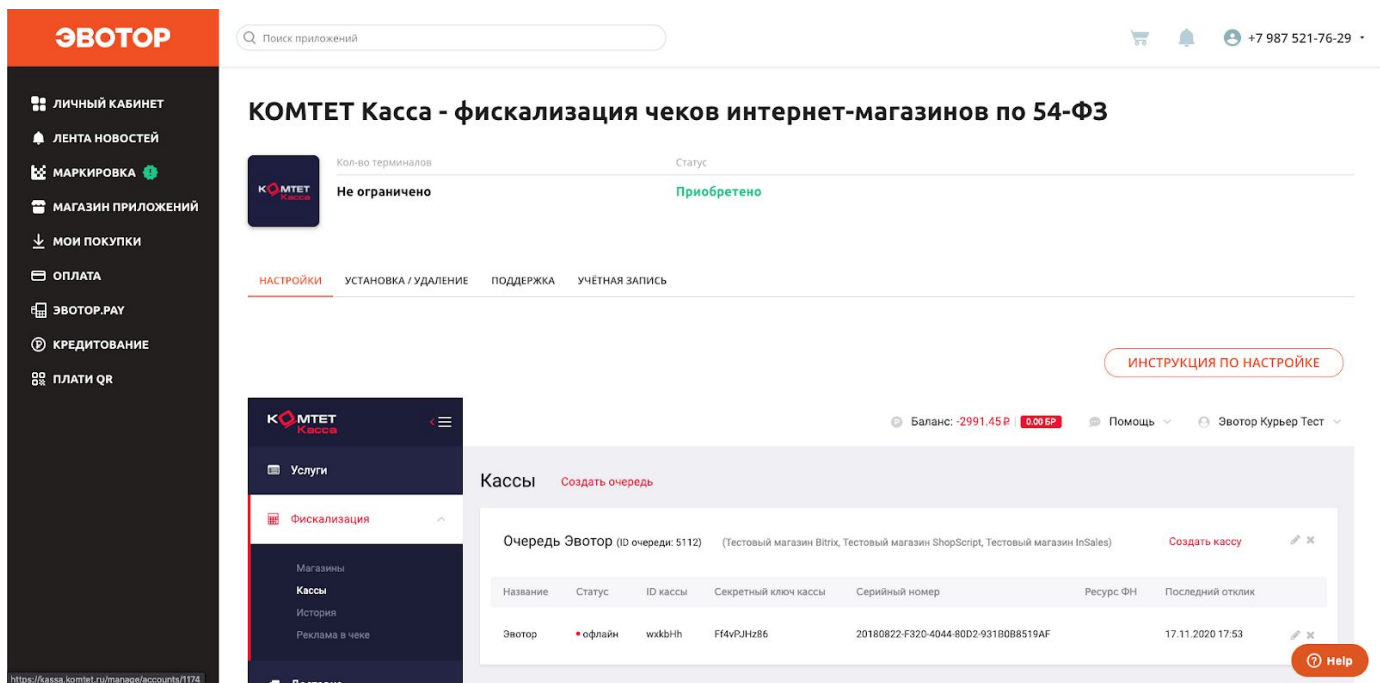 ЭВОТОР
Поиск приложений
+7 987 521-76-29
ЛИЧНЫЙ КАБИНЕТ
ЛЕНТА НОВОСТЕЙ
МАРКИРОВКА
МАГАЗИН ПРИЛОЖЕНИЙ
МОИ ПОКУПКИ
ОПЛАТА
ЭВОТОР.PAY
КРЕДИТОВАНИЕ
ПЛАТИ QR
https://kassa.komtet.ru/manage/accounts/1174
КОМТЕТ Касса - фискализация чеков интернет-магазинов по 54-ФЗ
КОМТЕТ
Касса
Кол-во терминалов
Статус
Не ограничено
Приобретено
НАСТРОЙКИ УСТАНОВКА / УДАЛЕНИЕ ПОДДЕРЖКА УЧЁТНАЯ ЗАПИСЬ
ИНСТРУКЦИЯ ПО НАСТРОЙКЕ
КОМТЕТ
Касса
Баланс: -2991.45 ₽ 0.00 БР Помощь Эвотор Курьер Тест
Услуги
Фискализация
Магазины
Кассы
История
Реклама в чеке
Доставка
Кассы Создать очередь
Очередь Эвотор (ID очереди: 5112) (Тестовый магазин Bitrix, Тестовый магазин ShopScript, Тестовый магазин InSales) Создать кассу
Название Статус ID кассы Секретный ключ кассы Серийный номер Ресурс ФН Последний отклик
Эвотор офлайн wxkbHh Ff4vPJHz86 20180822-F320-4044-80D2-931B0B8519AF 17.11.2020 17:53
Help